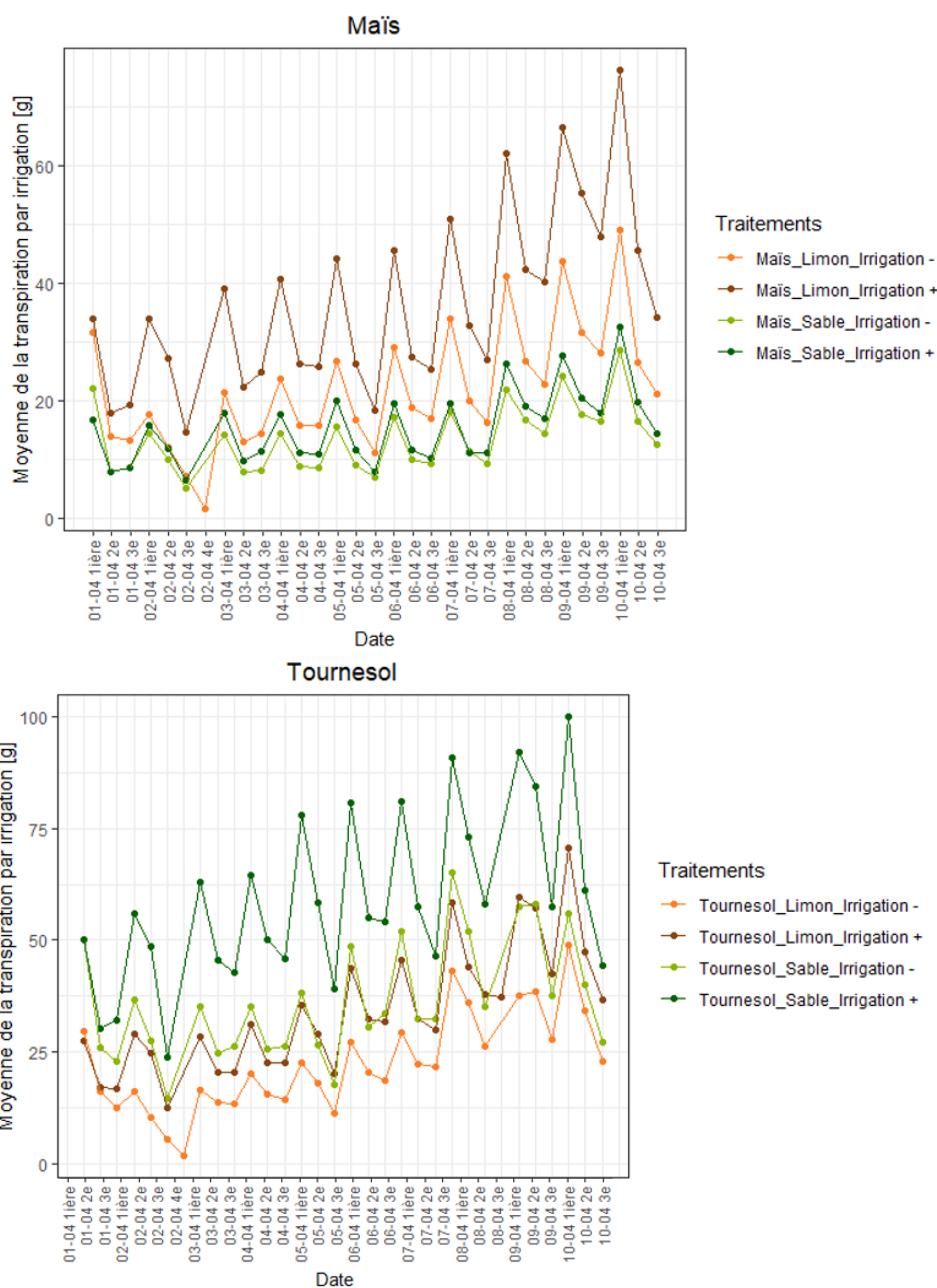 Maïs
Moyenne de la transpiration par irrigation [g]
60
40
20
0
01-04 1ière
01-04 2e
01-04 3e
02-04 1ière
02-04 2e
02-04 3e
02-04 4e
03-04 1ière
03-04 2e
03-04 3e
04-04 1ière
04-04 2e
04-04 3e
05-04 1ière
05-04 2e
05-04 3e
06-04 1ière
06-04 2e
06-04 3e
07-04 1ière
07-04 2e
07-04 3e
08-04 1ière
08-04 2e
08-04 3e
09-04 1ière
09-04 2e
09-04 3e
10-04 1ière
10-04 2e
10-04 3e
Date
Traitements
Maïs_Limon_Irrigation -
Maïs_Limon_Irrigation +
Maïs_Sable_Irrigation -
Maïs_Sable_Irrigation +
Tournesol
Moyenne de la transpiration par irrigation [g]
100
75
50
25
0
01-04 1ière
01-04 2e
01-04 3e
02-04 1ière
02-04 2e
02-04 3e
02-04 4e
03-04 1ière
03-04 2e
03-04 3e
04-04 1ière
04-04 2e
04-04 3e
05-04 1ière
05-04 2e
05-04 3e
06-04 1ière
06-04 2e
06-04 3e
07-04 1ière
07-04 2e
07-04 3e
08-04 1ière
08-04 2e
08-04 3e
09-04 1ière
09-04 2e
09-04 3e
10-04 1ière
10-04 2e
10-04 3e
Date
Traitements
Tournesol_Limon_Irrigation -
Tournesol_Limon_Irrigation +
Tournesol_Sable_Irrigation -
Tournesol_Sable_Irrigation +